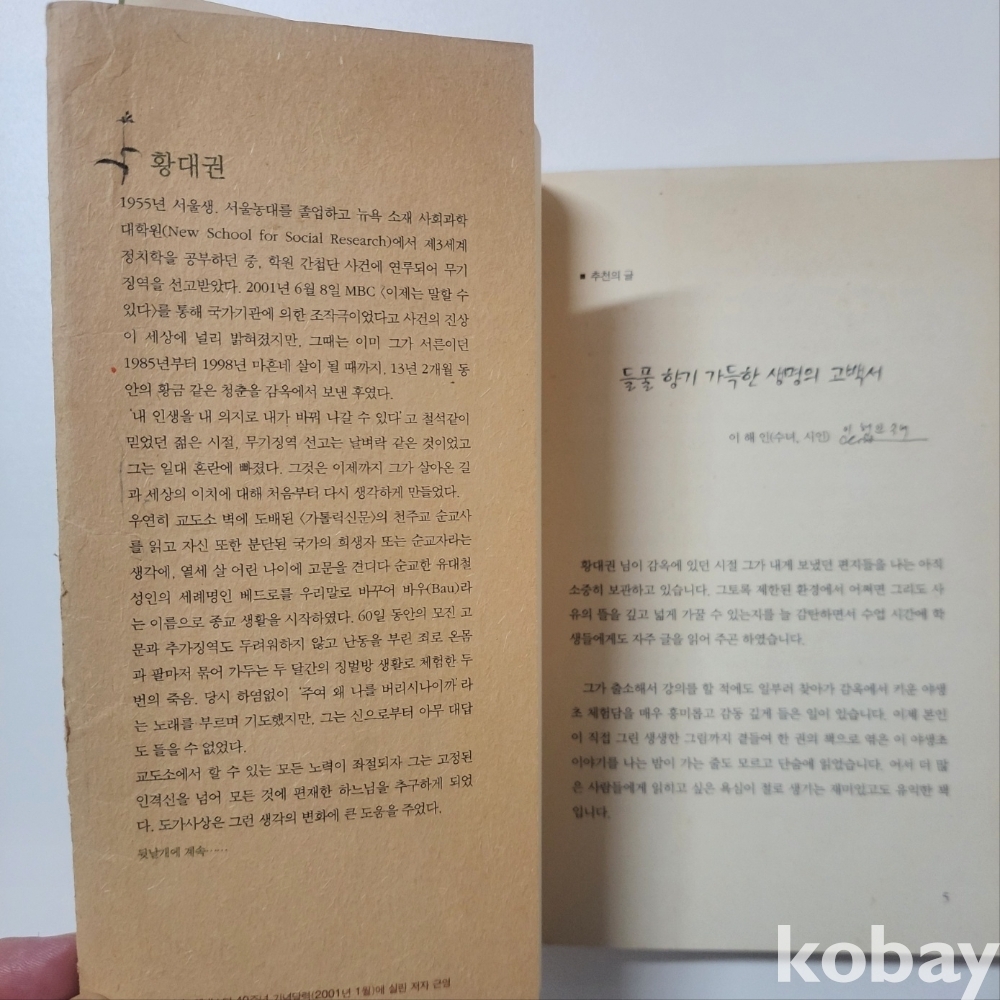 황대권
1955년 서울생. 서울농대를 졸업하고 뉴욕 소재 사회과학
대학원(New School for Social Research)에서 제3세계
정치학을 공부하던 중, 학원 간첩단 사건에 연루되어 무기
징역을 선고받았다. 2001년 6월 8일 MBC 〈이제는 말할 수
있다〉를 통해 국가기관에 의한 조작극이었다고 사건의 진상
이 세상에 널리 밝혀졌지만, 그때는 이미 그가 서른이던
1985년부터 1998년 마흔네 살이 될 때까지, 13년 2개월 동
안의 황금 같은 청춘을 감옥에서 보낸 후였다.
'내 인생을 내 의지로 내가 바꿔 나갈 수 있다'고 철석같이
믿었던 젊은 시절, 무기징역 선고는 날벼락 같은 것이었고
그는 일대 혼란에 빠졌다. 그것은 이제까지 그가 살아온 길
과 세상의 이치에 대해 처음부터 다시 생각하게 만들었다.
우연히 교도소 벽에 도배된 〈가톨릭신문〉의 천주교 순교사
를 읽고 자신 또한 분단된 국가의 희생자 또는 순교자라는
생각에, 열세 살 어린 나이에 고문을 견디다 순교한 유대철
성인의 세례명인 베드로를 우리말로 바꾸어 바우(Bau)라
는 이름으로 종교 생활을 시작하였다. 60일 동안의 모진 고
문과 추가징역도 두려워하지 않고 난동을 부린 죄로 온몸
과 팔마저 묶어 가두는 두 달간의 징벌방 생활로 체험한 두
번의 죽음. 당시 하염없이 '주여 왜 나를 버리시나이까'라
는 노래를 부르며 기도했지만, 그는 신으로부터 아무 대답
도 들을 수 없었다.
교도소에서 할 수 있는 모든 노력이 좌절되자 그는 고정된
인격신을 넘어 모든 것에 편재한 하느님을 추구하게 되었
다. 도가사상은 그런 생각의 변화에 큰 도움을 주었다.
뒷날개에 계속……
40주년 기념달력(2001년 1월)에 실린 저자 근영
■ 추천의 글
들풀 향기 가득한 생명의 고백서
이 해 인(수녀, 시인)
황대권 님이 감옥에 있던 시절 그가 내게 보냈던 편지들을 나는 아직
소중히 보관하고 있습니다. 그토록 제한된 환경에서 어쩌면 그리도 사
유의 뜰을 깊고 넓게 가꿀 수 있는지를 늘 감탄하면서 수업 시간에 학
생들에게도 자주 글을 읽어 주곤 하였습니다.
그가 출소해서 강의를 할 적에도 일부러 찾아가 감옥에서 키운 야생
초 체험담을 매우 흥미롭고 감동 깊게 들은 일이 있습니다. 이제 본인
이 직접 그린 생생한 그림까지 곁들여 한 권의 책으로 엮은 이 야생초
이야기를 나는 밤이 가는 줄도 모르고 단숨에 읽었습니다. 어서 더 많
은 사람들에게 읽히고 싶은 욕심이 절로 생기는 재미있고도 유익한 책
입니다.
5
kobay